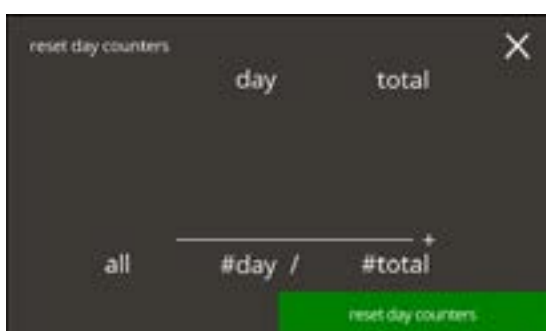 reset day counters
day total
+
all #day / #total
reset day counters